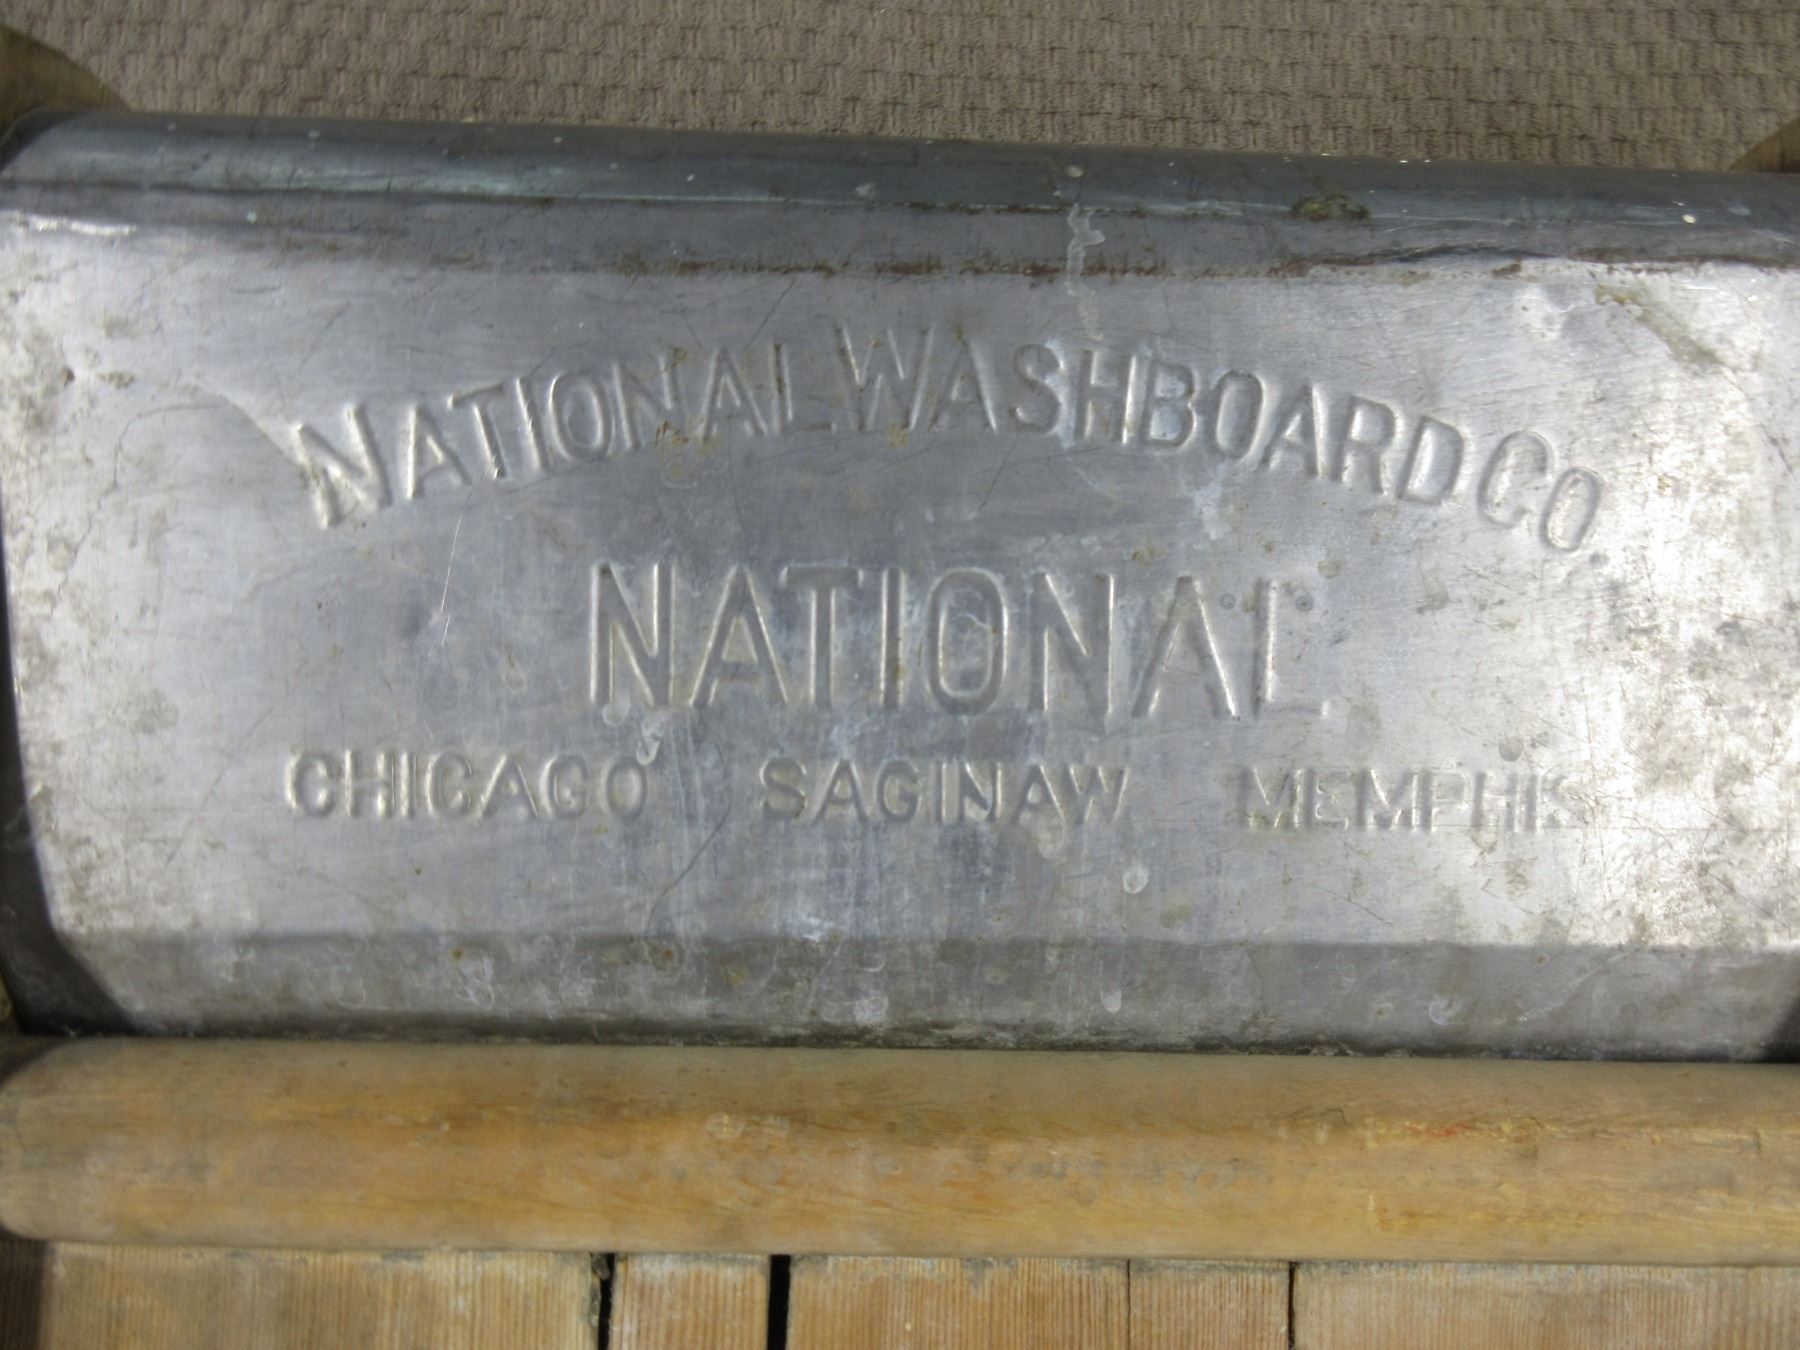 NATIONAL WASHBOARD CO.
NATIONAL
CHICAGO SAGINAW MEMPHIS